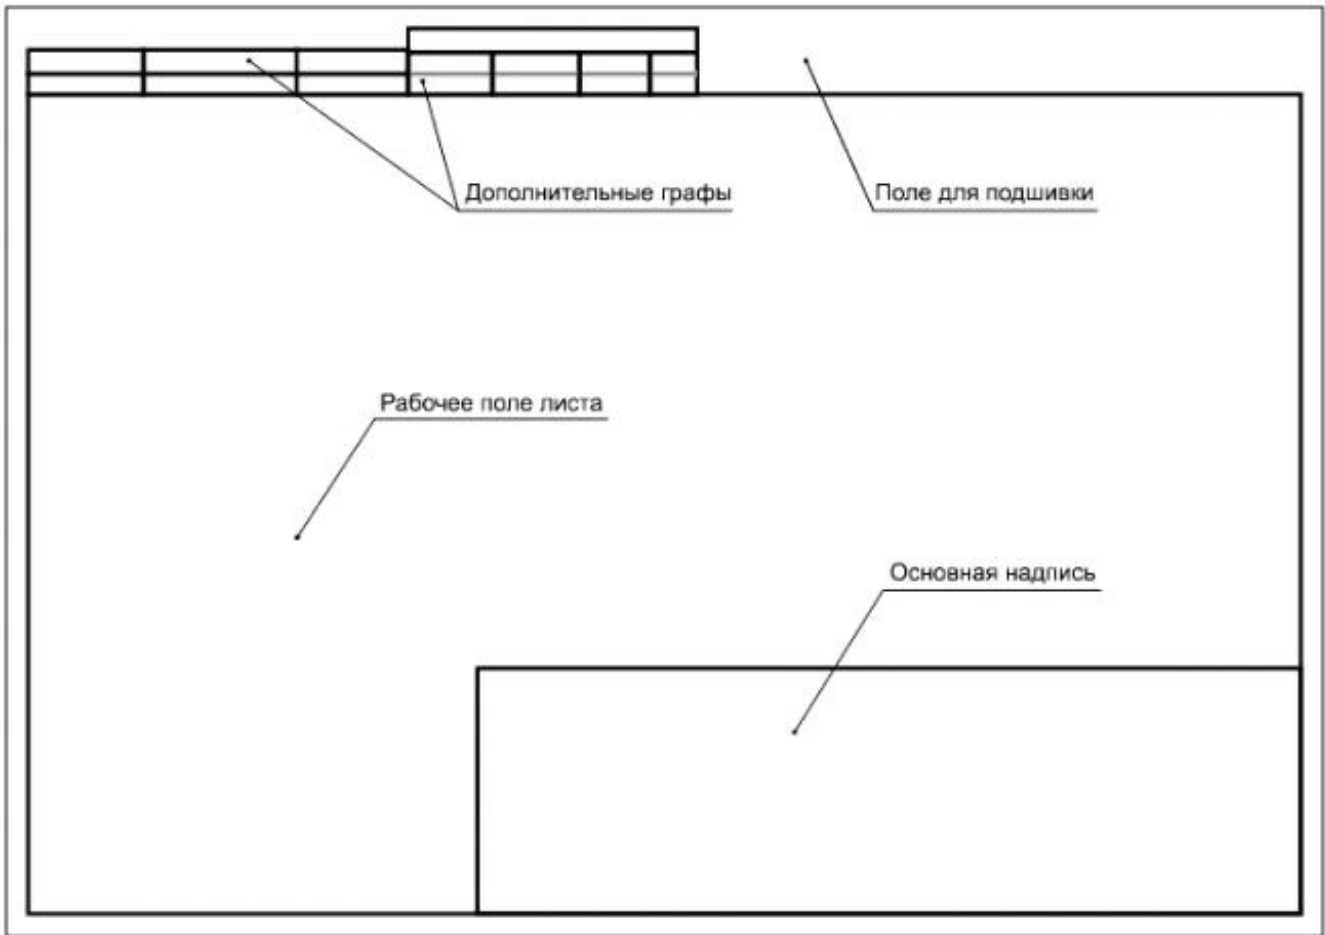 Дополнительные графы
Поле для подшивки
Рабочее поле листа
Основная надпись